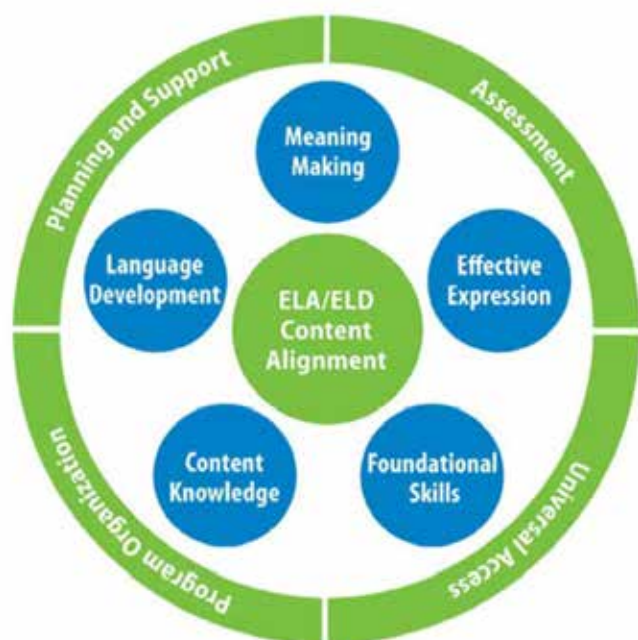 Planning and Support
Assessment
Meaning
Making
Language
Development
Effective
Expression
ELA/ELD
Content
Alignment
Content
Knowledge
Foundational
Skills
Program Organization
Universal Access